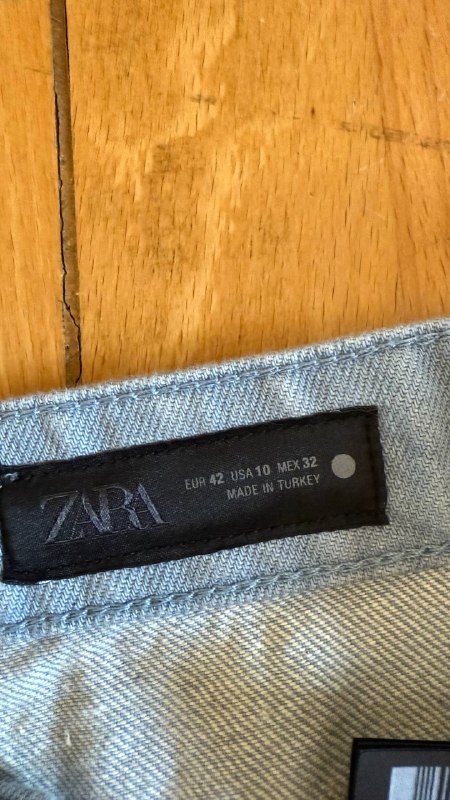 ZARA
EUR 42 USA 10 MEX 32
MADE IN TURKEY